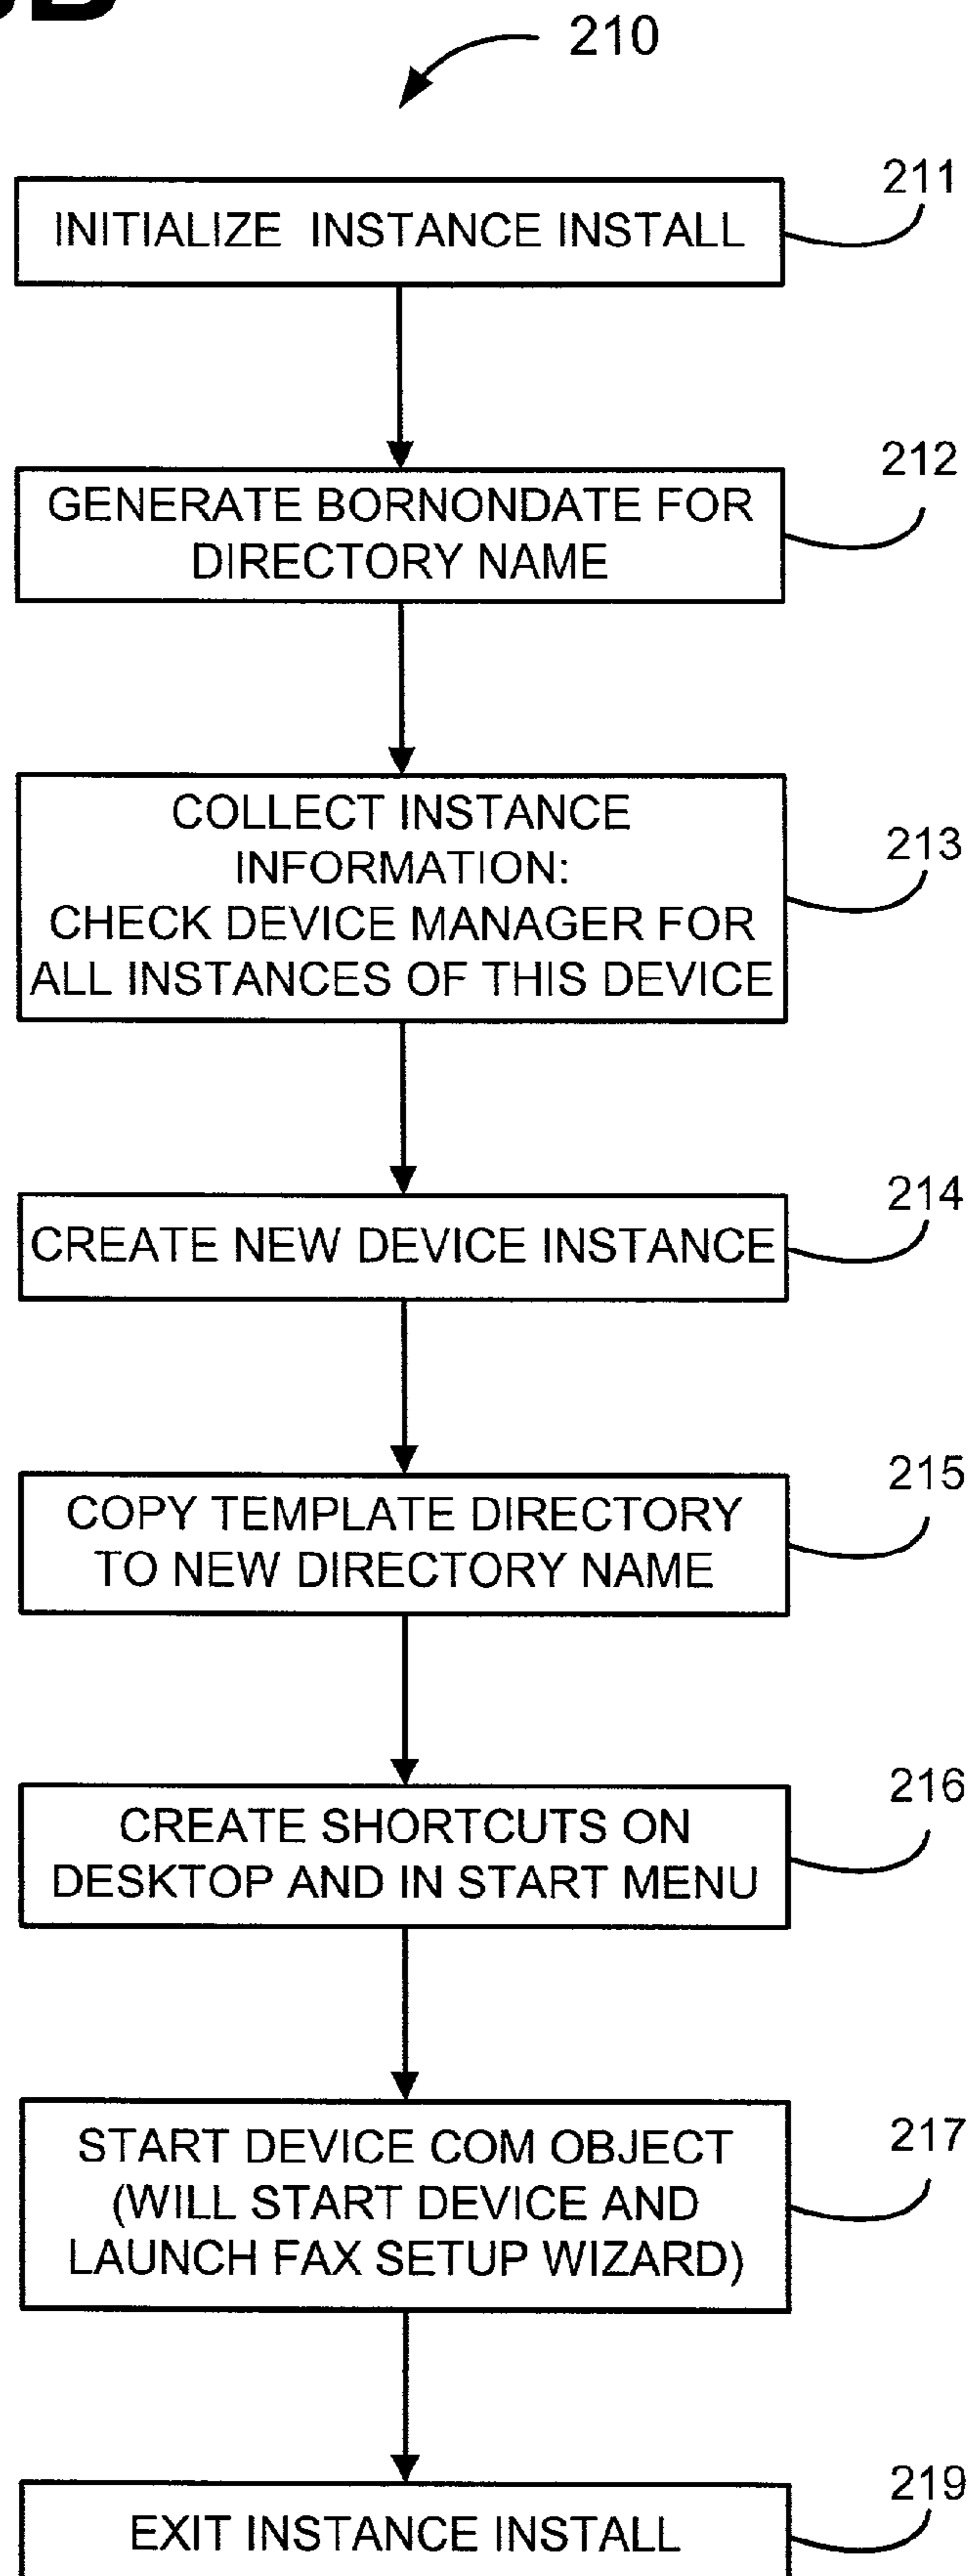 210
211
INITIALIZE INSTANCE INSTALL
212
GENERATE BORNONDATE FOR
DIRECTORY NAME
213
COLLECT INSTANCE
INFORMATION:
CHECK DEVICE MANAGER FOR
ALL INSTANCES OF THIS DEVICE
214
CREATE NEW DEVICE INSTANCE
215
COPY TEMPLATE DIRECTORY
TO NEW DIRECTORY NAME
216
CREATE SHORTCUTS ON
DESKTOP AND IN START MENU
217
START DEVICE COM OBJECT
(WILL START DEVICE AND
LAUNCH FAX SETUP WIZARD)
219
EXIT INSTANCE INSTALL